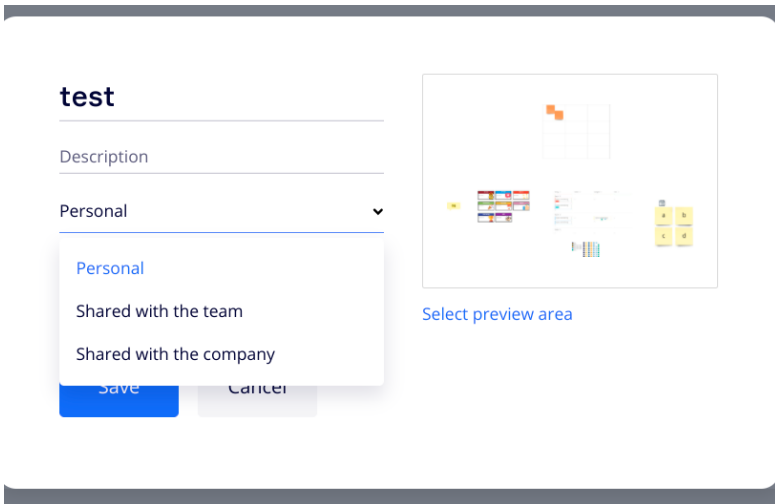 test
Description
Personal
Personal
Shared with the team
Shared with the company
Save
Cancel
a
b
c
d
Select preview area